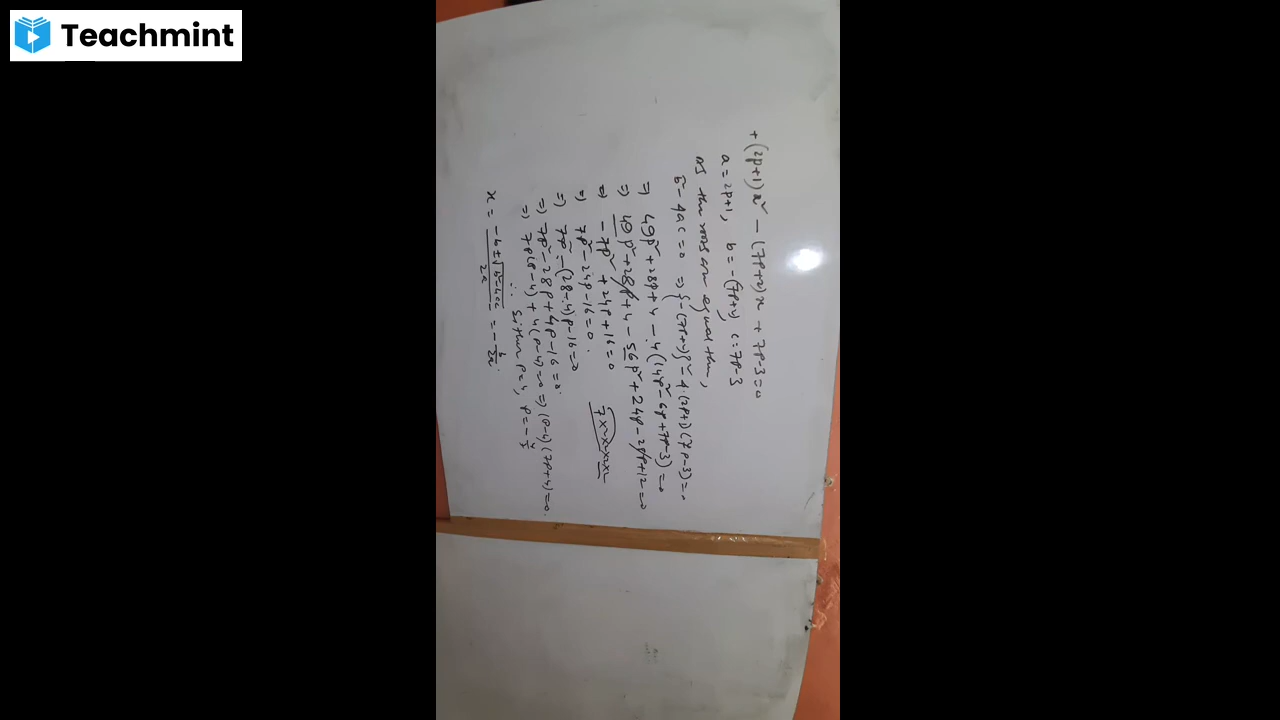 Teachmint
+ (2p+1)x² - (7p+2)x + 7p-3=0
a = 2p+1, b = -(7p+2) c = 7p-3
as the roots are equal then,
b² - 4ac = 0 => {-(7p+2)}² - 4·(2p+1)(7p-3)=0
=) 49p² + 28p + 4 - 4(14p² - 6p + 7p - 3) = 0
=) 49p² + 28p + 4 - 56p² + 24p - 28p + 12 = 0
=) -7p² + 24p + 16 = 0
7x2x2x2x2
=) 7p² - 24p - 16 = 0.
=) 7p² - (28-4)p - 16 = 0
=) 7p² - 28p + 4p - 16 = 0.
=) 7p(p-4) + 4(p-4) = 0 => (p-4)(7p+4) = 0.
∴ either p = 4, p = -4/7
x = -b ± √b²-4ac / 2a = - b/2a.